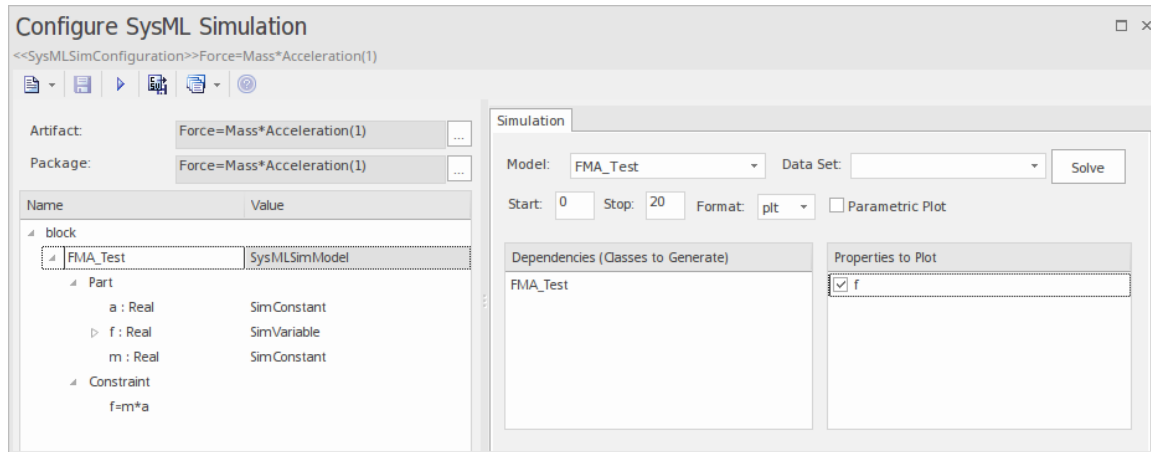 Configure SysML Simulation
<<SysMLSimConfiguration>>Force=Mass*Acceleration(1)
Artifact: Force=Mass*Acceleration(1) ...
Package: Force=Mass*Acceleration(1) ...
Name Value
block
FMA_Test SysMLSimModel
Part
a : Real SimConstant
f : Real SimVariable
m : Real SimConstant
Constraint
f=m*a
Simulation
Model: FMA_Test Data Set: Solve
Start: 0 Stop: 20 Format: plt Parametric Plot
Dependencies (Classes to Generate) Properties to Plot
FMA_Test f